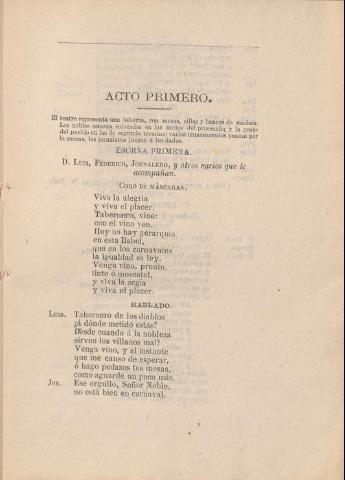 ACTO PRIMERO.
El teatro representa una taberna, con mesas, sillas y bancos de madera.
Los nobles estarán colocados en las mesas del proscenio, y la gente
del pueblo en las de segundo término; varios enmascarados pasean por
la escena, los jornaleros juegan á los dados.
ESCENA PRIMERA.
D. LUIS, FEDERICO, JORNALERO, y otros varios que le
acompañan.
CORO DE MÁSCARAS.
Viva la alegría
y viva el placer.
Tabernero, vino:
con el vino ven.
Hoy no hay gerarquía
en esta Babel,
que en los carnavales
la igualdad es ley.
Venga vino, pronto,
tinto ó moscatel,
y viva la orgía
y viva el placer.
HABLADO.
LUIS. Tabernero de los diablos
¿á dónde metido estás?
¿Desde cuando á la nobleza
sirven los villanos mal?
Venga vino, y al instante
que me canso de esperar,
ó hago pedazos tus mesas,
como aguarde un poco más.
JOR. Ese orgullo, Señor Noble,
no está bien en carnaval.